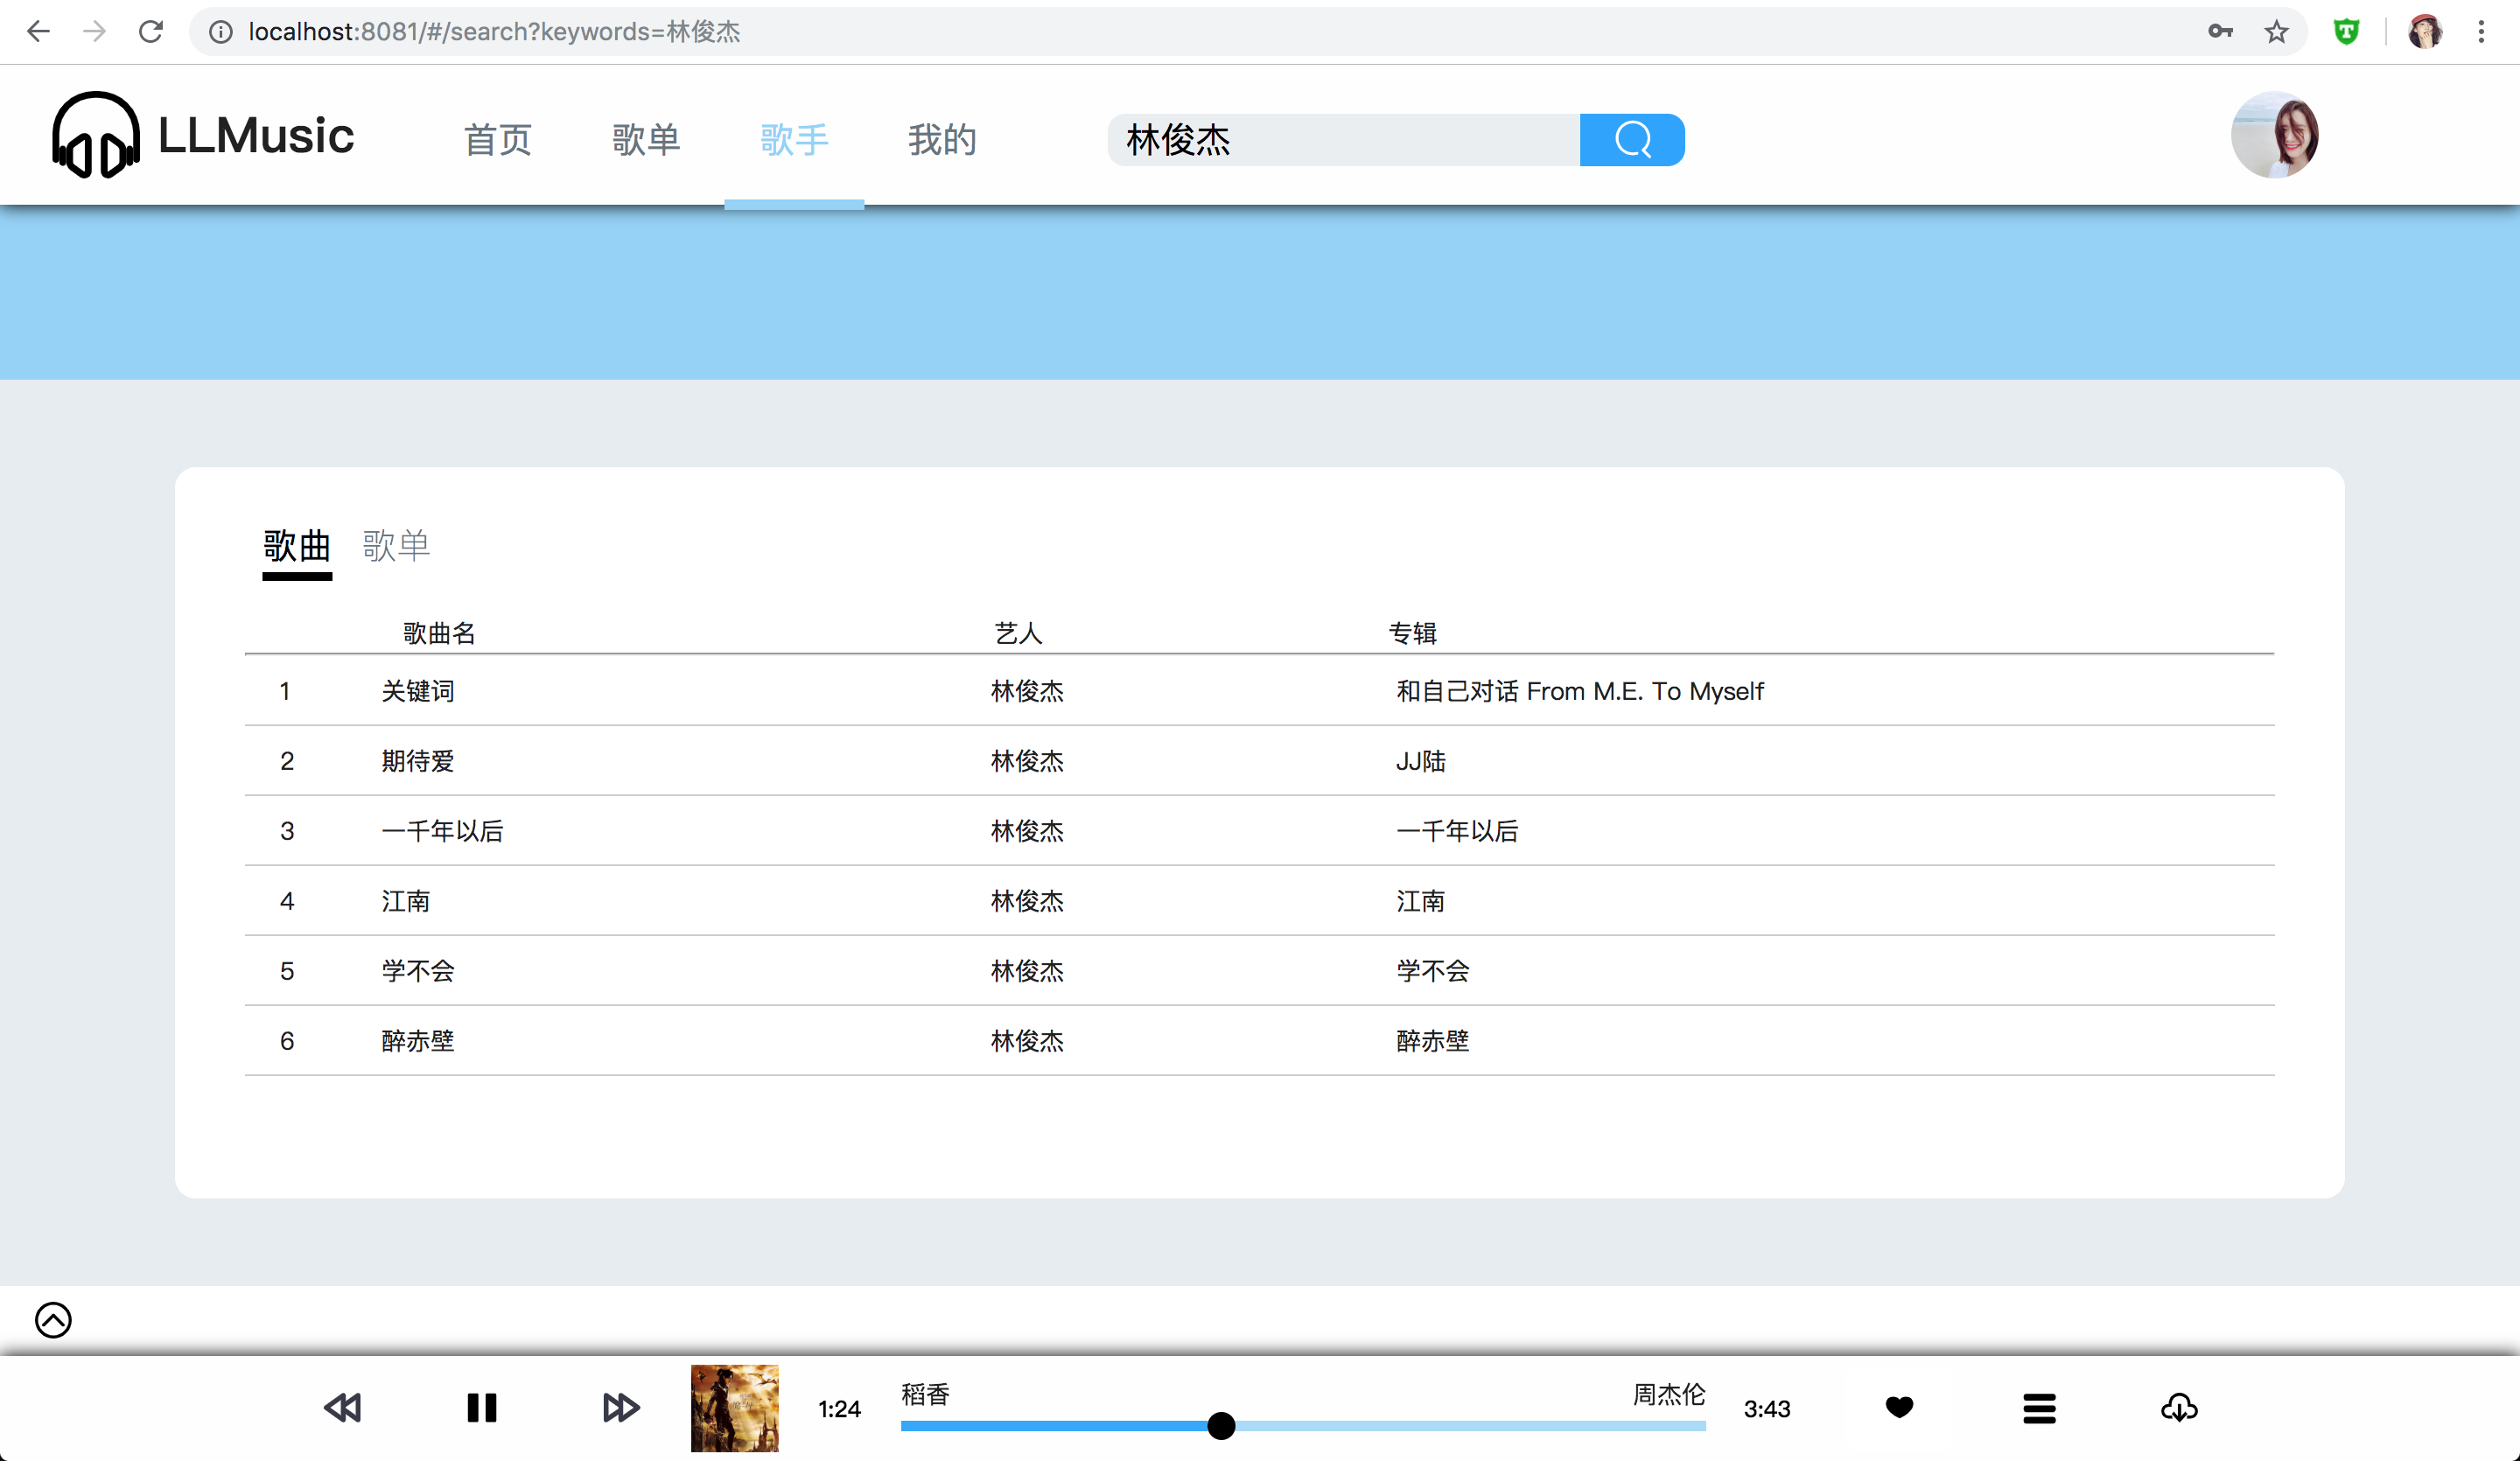 localhost:8081/#/search?keywords=林俊杰
LLMusic 首页 歌单 歌手 我的 林俊杰
歌曲 歌单
歌曲名 艺人 专辑
1 关键词 林俊杰 和自己对话 From M.E. To Myself
2 期待爱 林俊杰 JJ陆
3 一千年以后 林俊杰 一千年以后
4 江南 林俊杰 江南
5 学不会 林俊杰 学不会
6 醉赤壁 林俊杰 醉赤壁
稻香 周杰伦
1:24 3:43